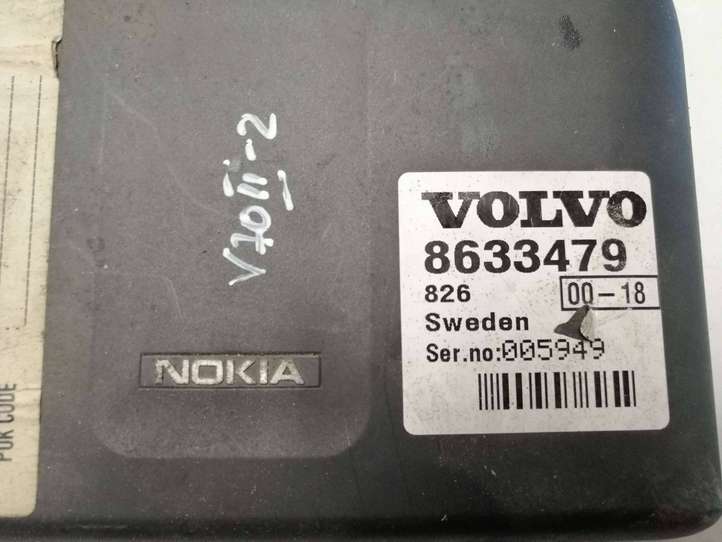 PUK CODE
V70II-2
NOKIA
VOLVO
8633479
826 00-18
Sweden
Ser.no:005949